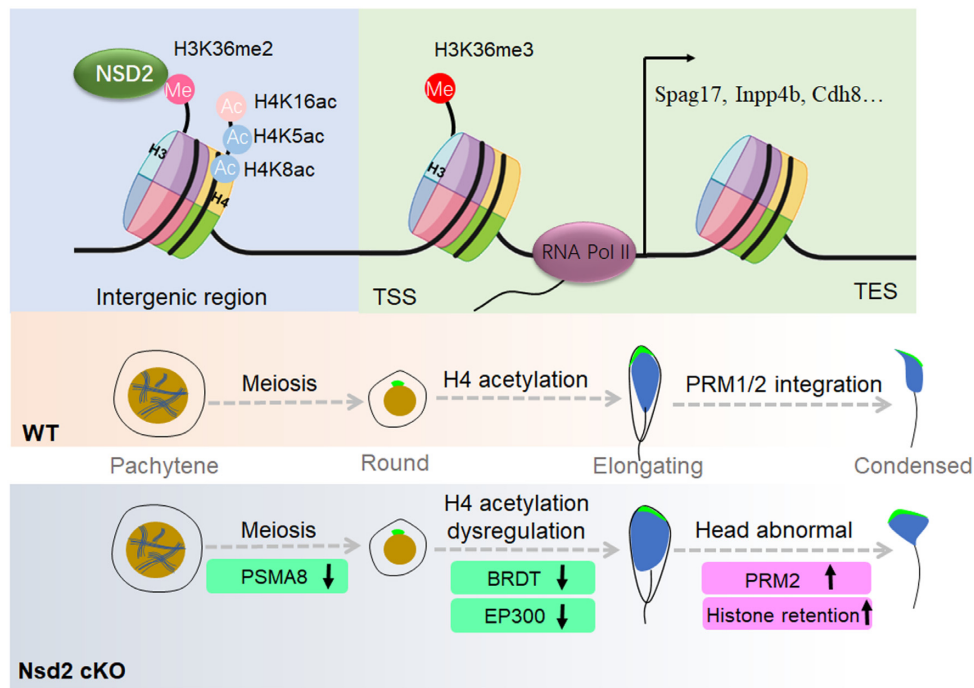 H3K36me2
NSD2
Me
Ac
H4K16ac
Ac
H4K5ac
Ac
H4K8ac
H3
H4
Intergenic region
H3K36me3
Me
H3
Spag17, Inpp4b, Cdh8…
RNA Pol II
TSS
TES
Meiosis
H4 acetylation
PRM1/2 integration
WT
Pachytene
Round
Elongating
Condensed
Meiosis
PSMA8
H4 acetylation
dysregulation
BRDT
EP300
Head abnormal
PRM2
Histone retention
Nsd2 cKO